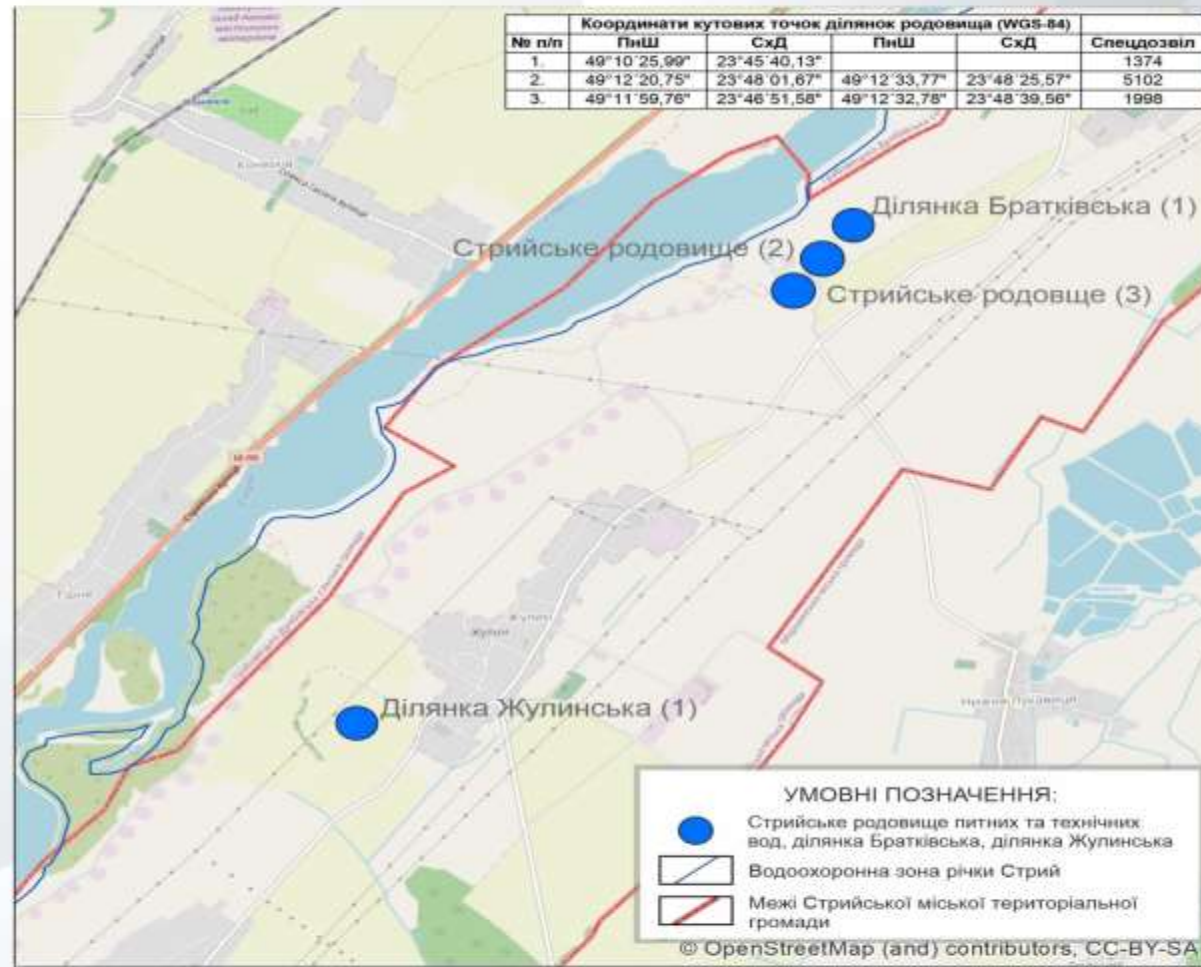 Координати кутових точок ділянок родовища (WGS-84)
№ п/п ПнШ СхД ПнШ СхД Спецдозвіл
1. 49°10´25,99" 23°45´40,13" 1374
2. 49°12´20,75" 23°48´01,67" 49°12´33,77" 23°48´25,57" 5102
3. 49°11´59,76" 23°46´51,58" 49°12´32,78" 23°48´39,56" 1998
Ділянка Братківська (1)
Стрийське родовище (2)
Стрийське родовще (3)
Жулин
Ділянка Жулинська (1)
Нижня Лукавиця
УМОВНІ ПОЗНАЧЕННЯ:
Стрийське родовище питних та технічних
вод, ділянка Братківська, ділянка Жулинська
Водоохоронна зона річки Стрий
Межі Стрийської міської територіальної
громади
© OpenStreetMap (and) contributors, CC-BY-SA